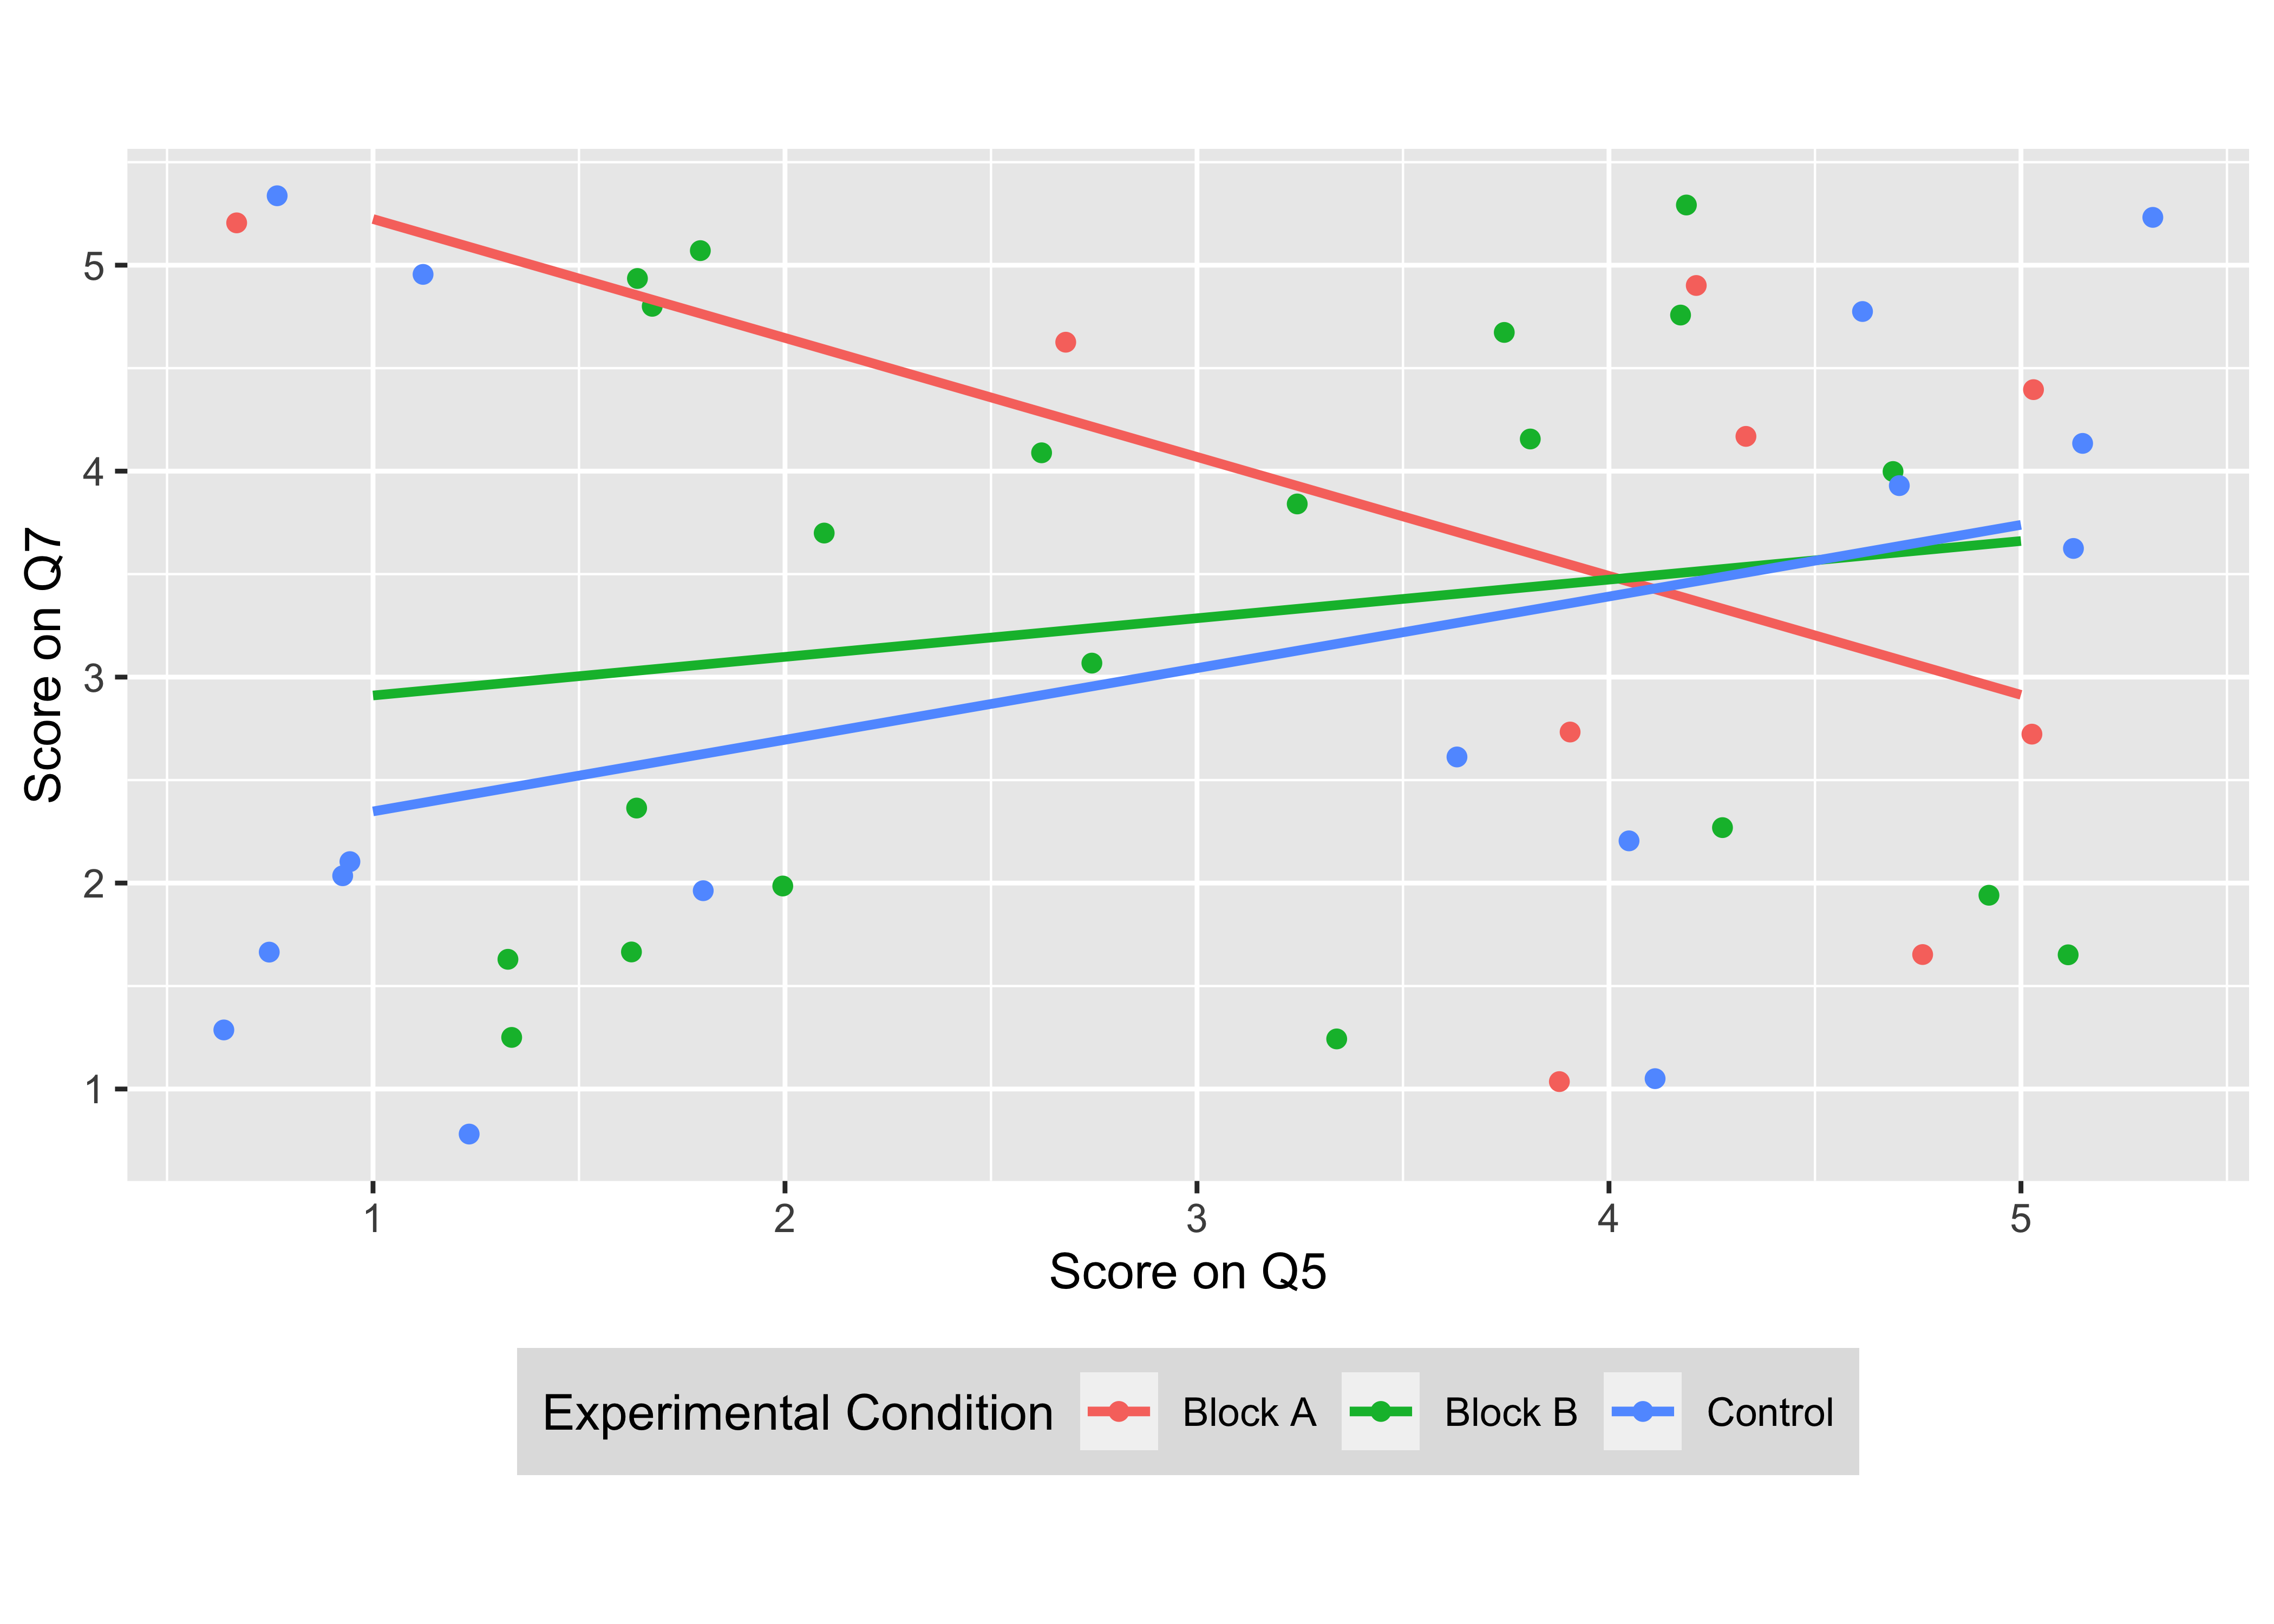 Score on Q7
5
4
3
2
1
1 2 3 4 5
Score on Q5
Experimental Condition Block A Block B Control